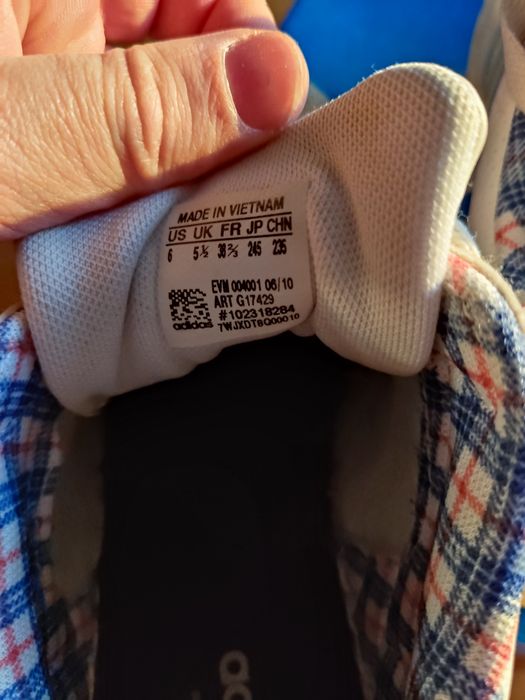 MADE IN VIETNAM
US UK FR JP CHN
6 5½ 38⅔ 245 235
EVM 004001 06/10
ART G17429
#102318284
adidas